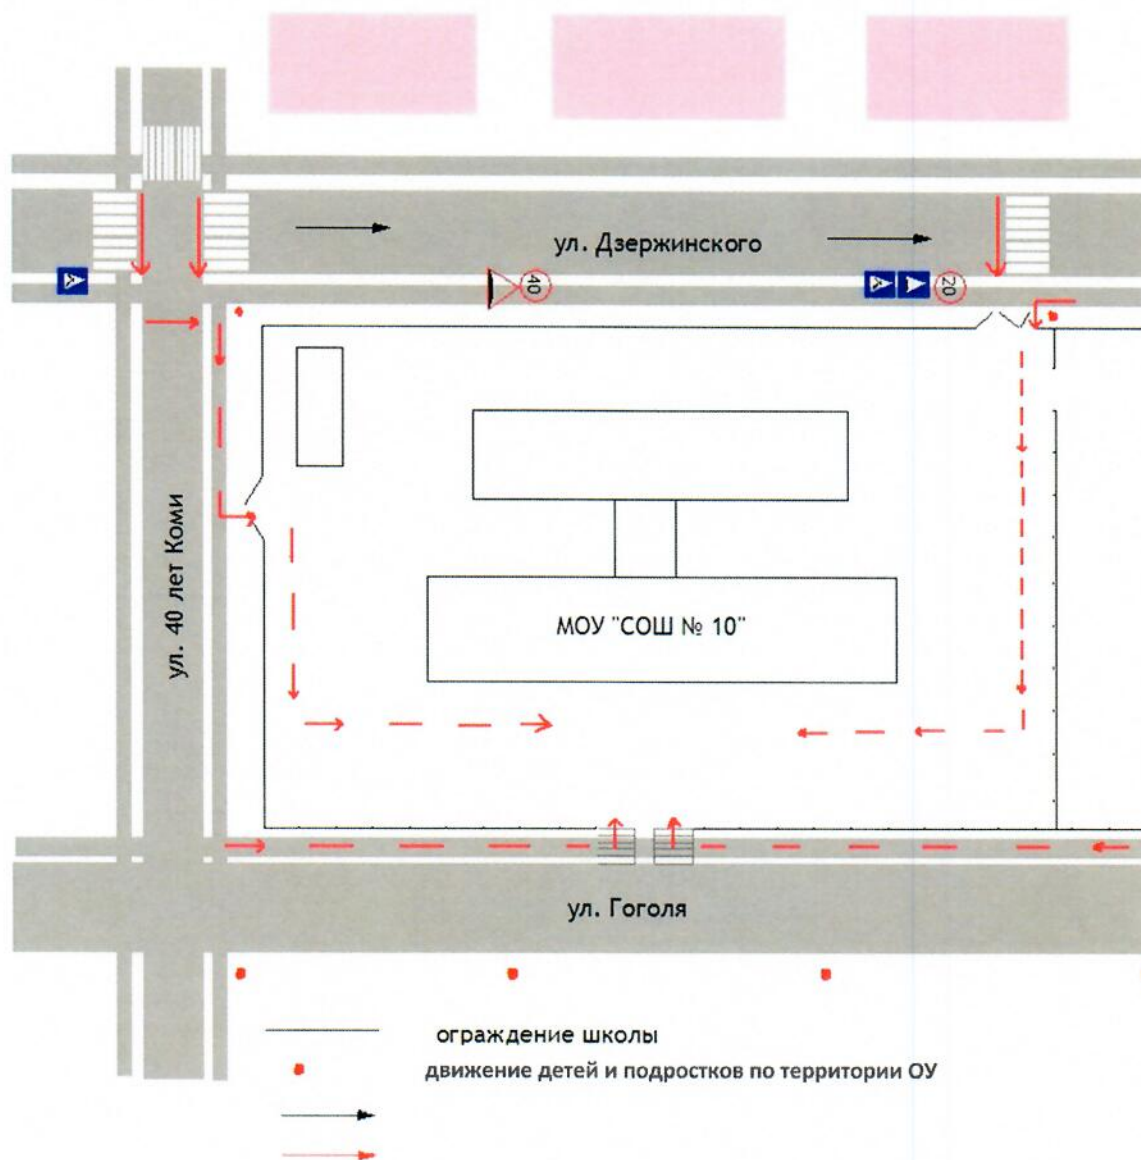 ул. Дзержинского
40
20
ул. 40 лет Коми
МОУ "СОШ № 10"
ул. Гоголя
ограждение школы
движение детей и подростков по территории ОУ